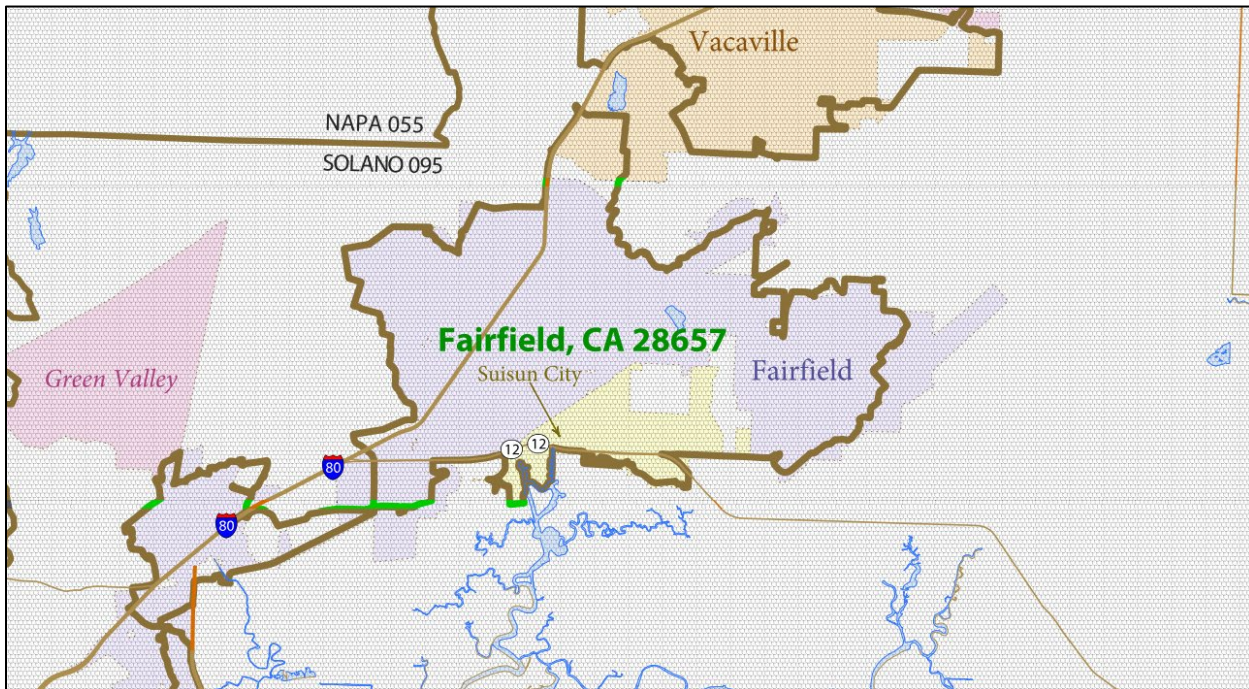 Vacaville
NAPA 055
SOLANO 095
Fairfield, CA 28657
Green Valley
Suisun City
Fairfield
12
12
80
80